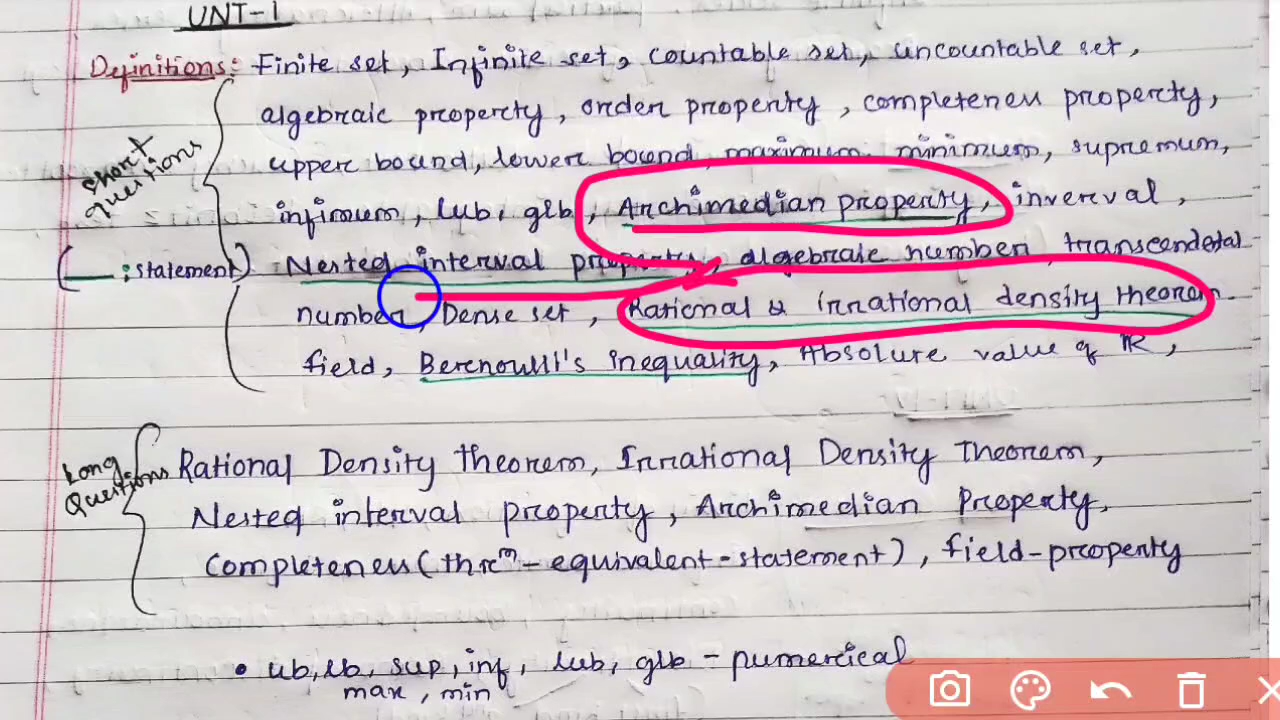 UNT-1
Definitions: Finite set, Infinite set, countable set, uncountable set,
algebraic property, order property, completeness property,
upper bound, lower bound, maximum, minimum, supremum,
infimum, lub, glb, Archimedian property, inverval,
Nested interval property, algebraic number, transcendetal
number, Dense set, Rational & irrational density theorem
field, Bernoulli's inequality, Absolute value of ℝ,
short questions
(__ : statement)
Long Questions
Rational Density theorem, Irrational Density Theorem,
Nested interval property, Archimedian Property,
Completeness (thrᵐ - equivalent-statement), field-property
• ub, lb, sup, inf, lub, glb - numerical
max, min